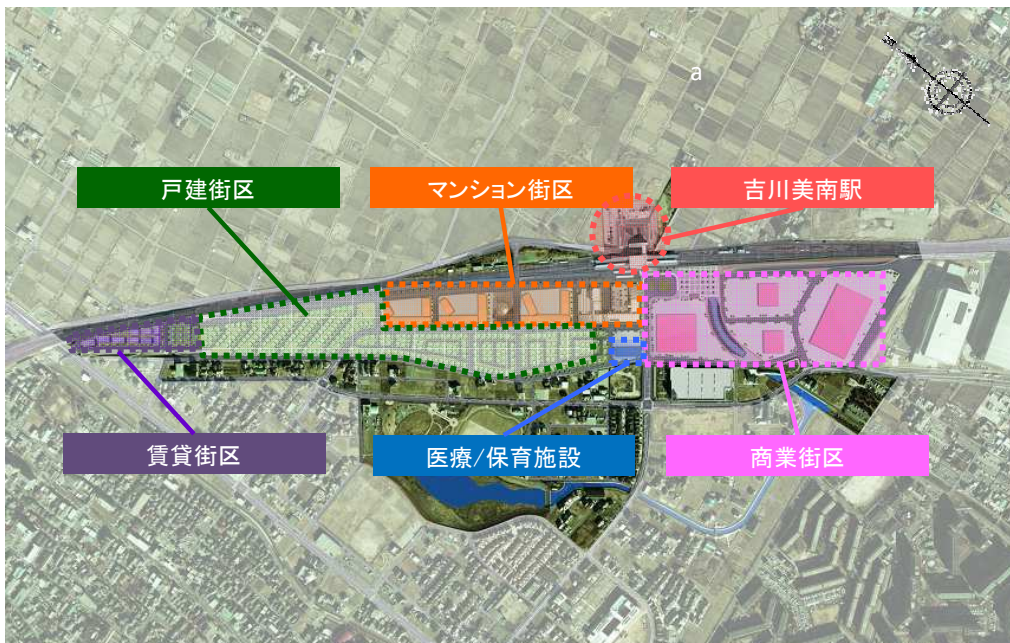 a
戸建街区
マンション街区
吉川美南駅
賃貸街区
医療/保育施設
商業街区